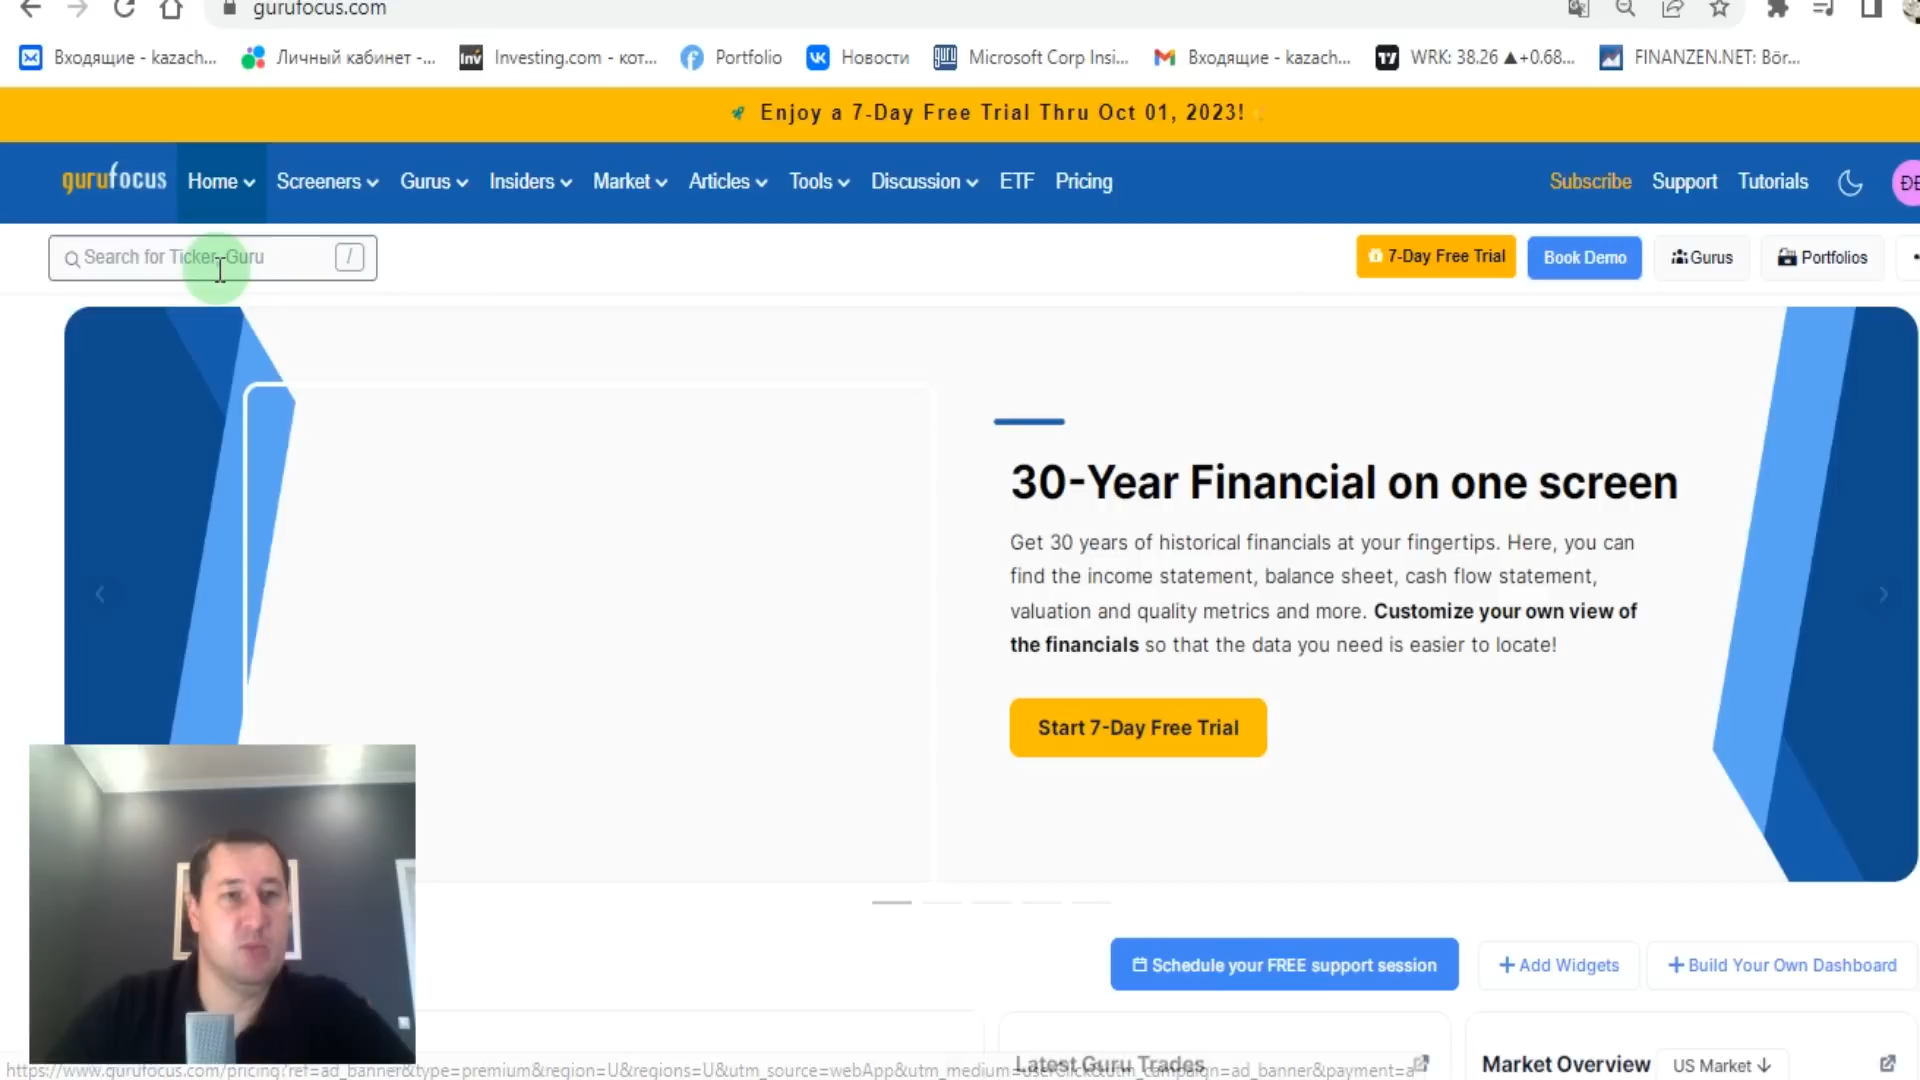 gurufocus.com
Входящие - kazach...
Личный кабинет -...
Investing.com - кот...
Portfolio
Новости
Microsoft Corp Insi...
Входящие - kazach...
WRK: 38.26 ▲+0.68...
FINANZEN.NET: Bör...
Enjoy a 7-Day Free Trial Thru Oct 01, 2023!
gurufocus
Home
Screeners
Gurus
Insiders
Market
Articles
Tools
Discussion
ETF
Pricing
Subscribe
Support
Tutorials
Search for Ticker, Guru
/
7-Day Free Trial
Book Demo
Gurus
Portfolios
30-Year Financial on one screen
Get 30 years of historical financials at your fingertips. Here, you can
find the income statement, balance sheet, cash flow statement,
valuation and quality metrics and more. Customize your own view of
the financials so that the data you need is easier to locate!
Start 7-Day Free Trial
Schedule your FREE support session
+ Add Widgets
+ Build Your Own Dashboard
Latest Guru Trades
Market Overview
US Market